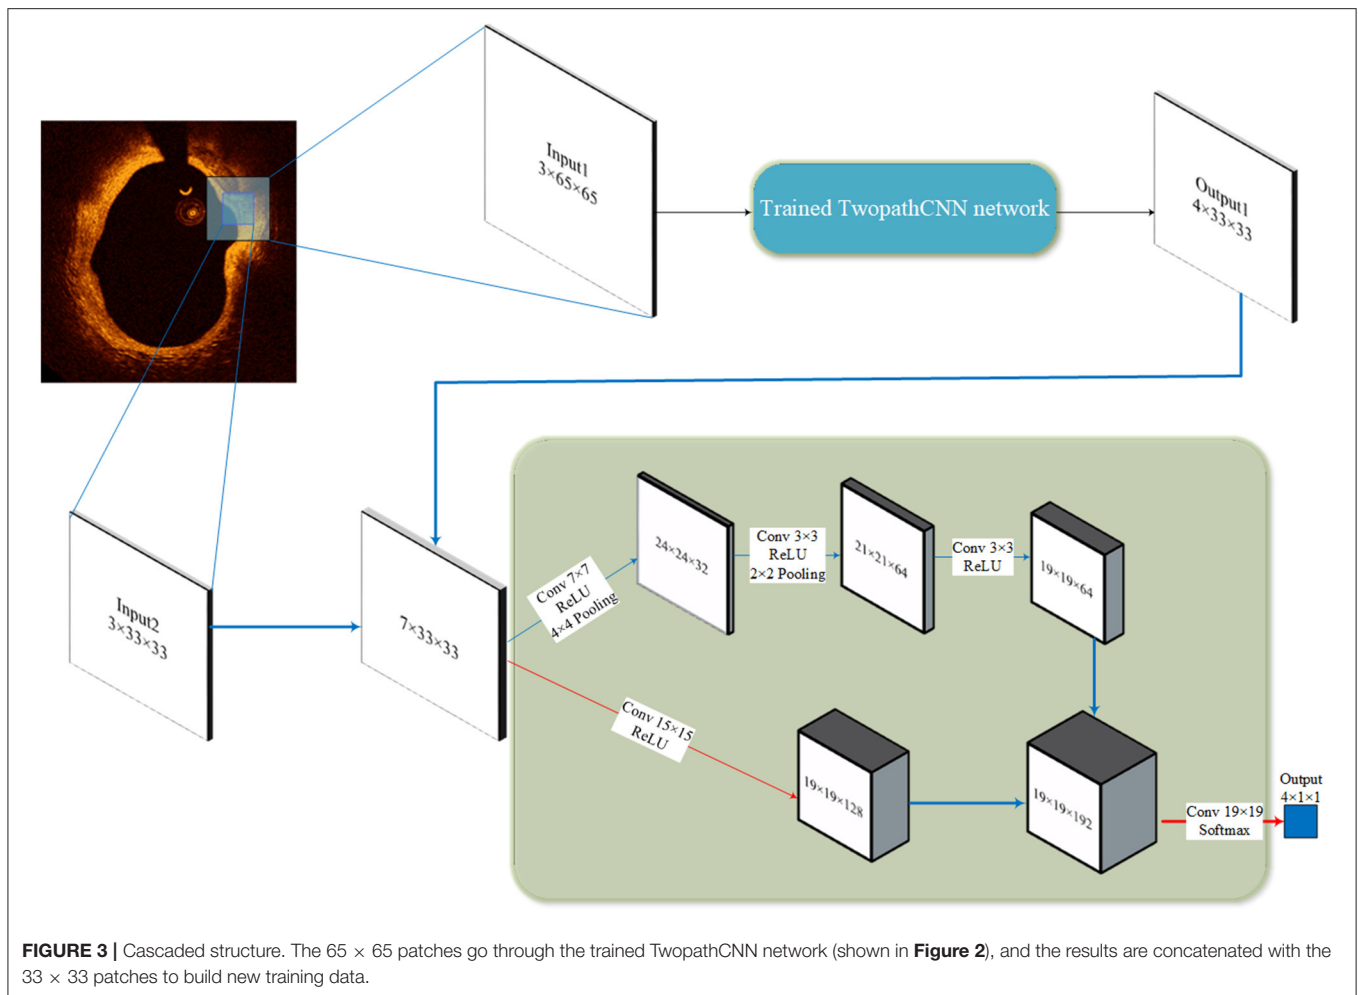 Input1
3×65×65
Trained TwopathCNN network
Output1
4×33×33
Input2
3×33×33
7×33×33
Conv 7×7
ReLU
4×4 Pooling
24×24×32
Conv 3×3
ReLU
2×2 Pooling
21×21×64
Conv 3×3
ReLU
19×19×64
Conv 15×15
ReLU
19×19×128
19×19×192
Conv 19×19
Softmax
Output
4×1×1
FIGURE 3 | Cascaded structure. The 65 × 65 patches go through the trained TwopathCNN network (shown in Figure 2), and the results are concatenated with the
33 × 33 patches to build new training data.